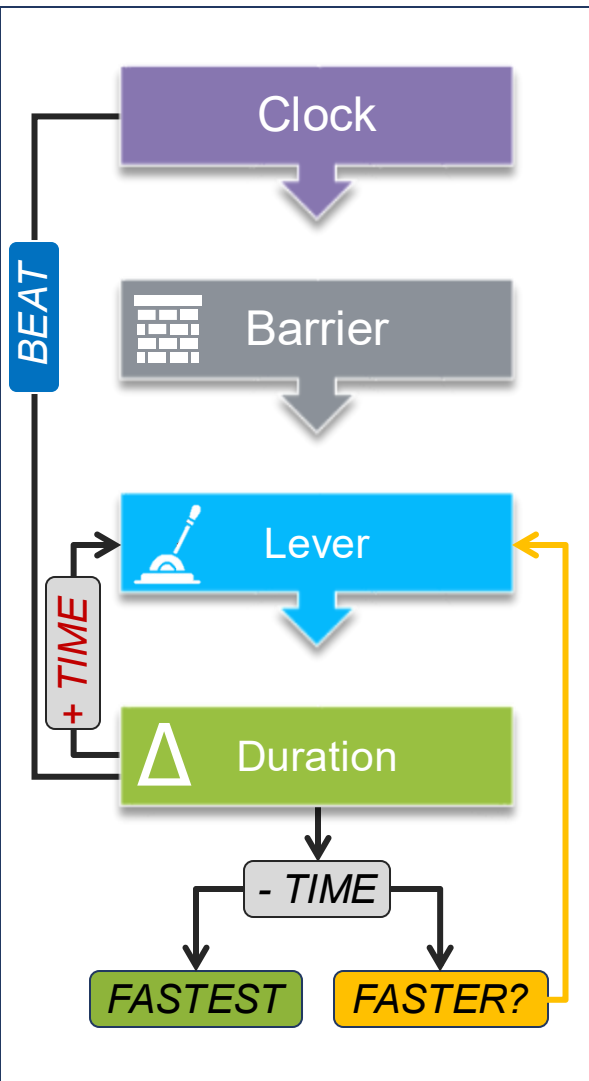 Clock
BEAT
Barrier
Lever
+ TIME
Δ Duration
- TIME
FASTEST
FASTER?